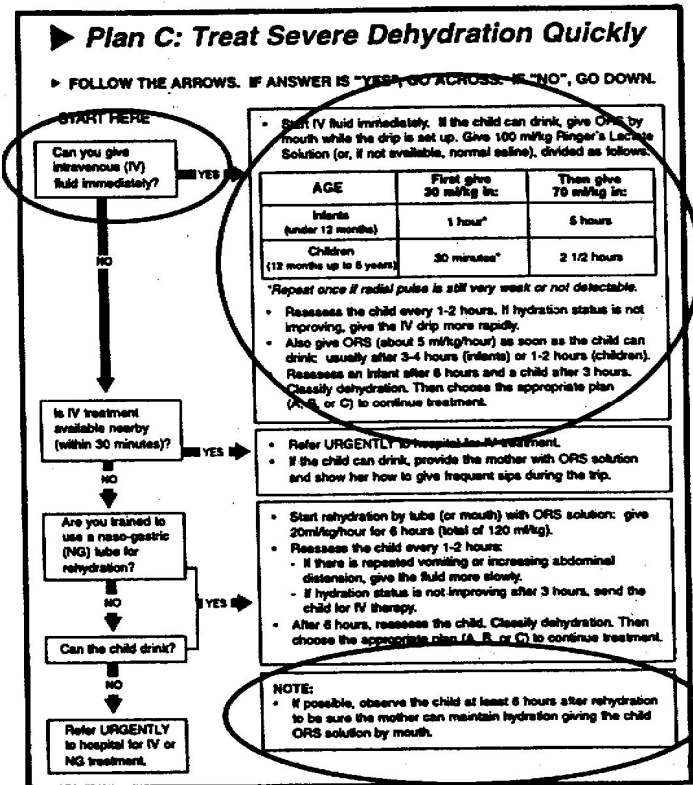 ▶ Plan C: Treat Severe Dehydration Quickly
▶ FOLLOW THE ARROWS. IF ANSWER IS "YES", GO ACROSS. IF "NO", GO DOWN.
START HERE
Can you give
intravenous (IV)
fluid immediately?
YES
NO
• Start IV fluid immediately. If the child can drink, give ORS by
mouth while the drip is set up. Give 100 ml/kg Ringer's Lactate
Solution (or, if not available, normal saline), divided as follows:
AGE
First give
30 ml/kg in:
Then give
70 ml/kg in:
Infants
(under 12 months)
1 hour*
5 hours
Children
(12 months up to 5 years)
30 minutes*
2 1/2 hours
*Repeat once if radial pulse is still very weak or not detectable.
• Reassess the child every 1-2 hours. If hydration status is not
improving, give the IV drip more rapidly.
• Also give ORS (about 5 ml/kg/hour) as soon as the child can
drink: usually after 3-4 hours (infants) or 1-2 hours (children).
• Reassess an infant after 6 hours and a child after 3 hours.
Classify dehydration. Then choose the appropriate plan
(A, B, or C) to continue treatment.
Is IV treatment
available nearby
(within 30 minutes)?
YES
NO
• Refer URGENTLY to hospital for IV treatment.
• If the child can drink, provide the mother with ORS solution
and show her how to give frequent sips during the trip.
Are you trained to
use a naso-gastric
(NG) tube for
rehydration?
NO
YES
Can the child drink?
NO
• Start rehydration by tube (or mouth) with ORS solution: give
20ml/kg/hour for 6 hours (total of 120 ml/kg).
• Reassess the child every 1-2 hours:
- If there is repeated vomiting or increasing abdominal
distension, give the fluid more slowly.
- If hydration status is not improving after 3 hours, send the
child for IV therapy.
• After 6 hours, reassess the child. Classify dehydration. Then
choose the appropriate plan (A, B, or C) to continue treatment.
Refer URGENTLY
to hospital for IV or
NG treatment.
NOTE:
• If possible, observe the child at least 6 hours after rehydration
to be sure the mother can maintain hydration giving the child
ORS solution by mouth.